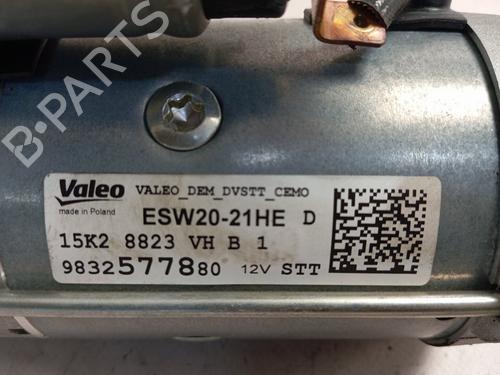 B-PARTS
Valeo VALEO_DEM_DVSTT_CEMO
made in Poland
ESW20-21HE D
15K2 8823 VH B 1
9832577880 12V STT